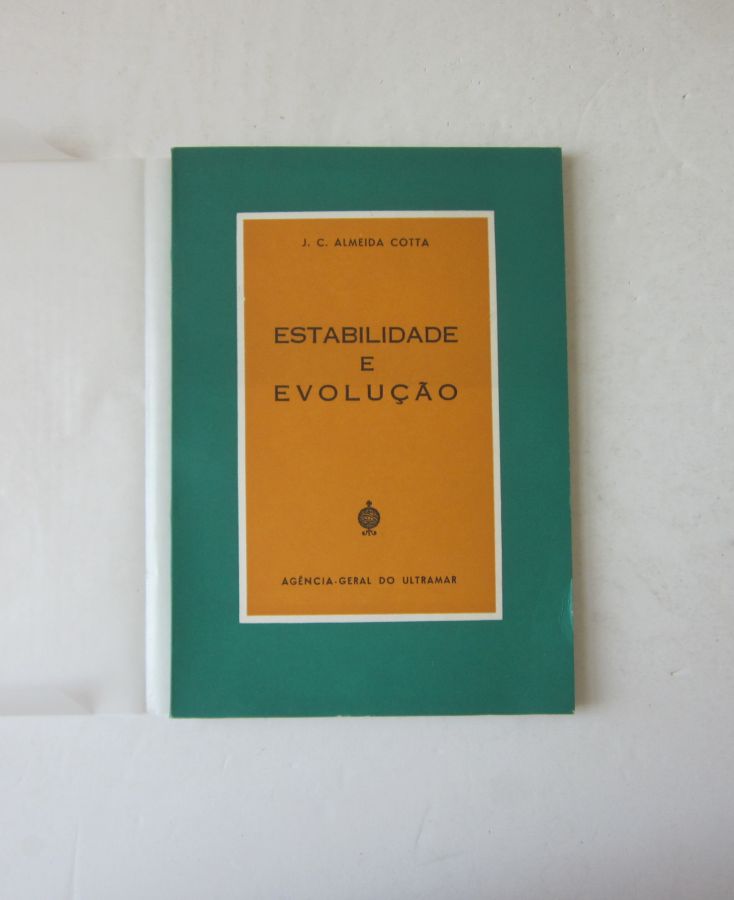 J. C. ALMEIDA COTTA
ESTABILIDADE
E
EVOLUÇÃO
AGÊNCIA-GERAL DO ULTRAMAR